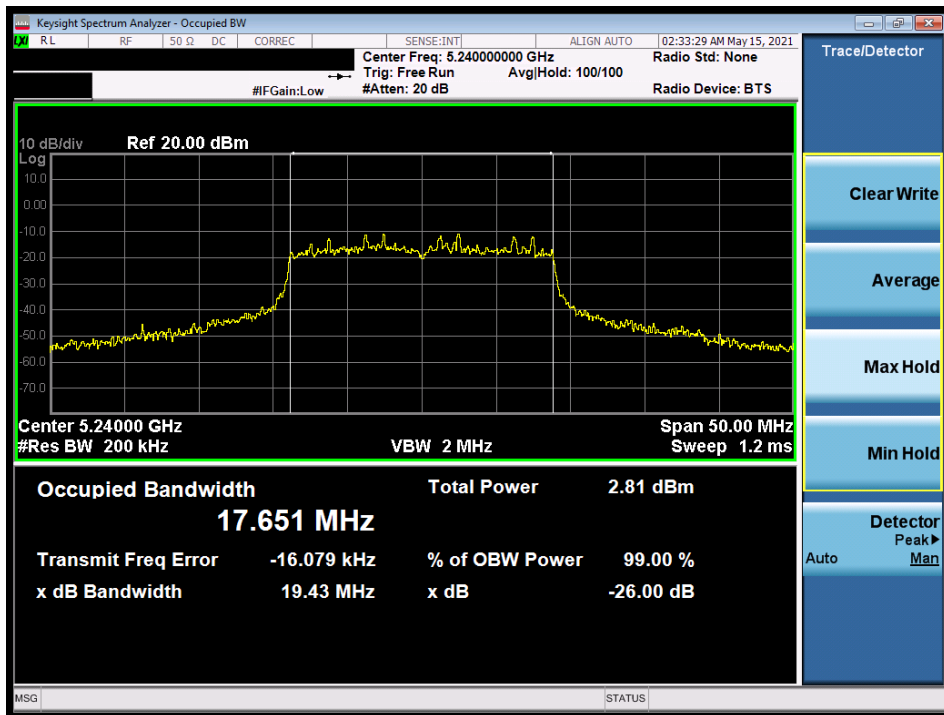 Keysight Spectrum Analyzer - Occupied BW
LXI RL RF 50 Ω DC CORREC SENSE:INT ALIGN AUTO 02:33:29 AM May 15, 2021
Center Freq: 5.240000000 GHz Radio Std: None
Trig: Free Run Avg|Hold: 100/100
#IFGain:Low #Atten: 20 dB Radio Device: BTS
10 dB/div Ref 20.00 dBm
Log
10.0
0.00
-10.0
-20.0
-30.0
-40.0
-50.0
-60.0
-70.0
Center 5.24000 GHz Span 50.00 MHz
#Res BW 200 kHz VBW 2 MHz Sweep 1.2 ms
Occupied Bandwidth Total Power 2.81 dBm
17.651 MHz
Transmit Freq Error -16.079 kHz % of OBW Power 99.00 %
x dB Bandwidth 19.43 MHz x dB -26.00 dB
MSG STATUS
Trace/Detector
Clear Write
Average
Max Hold
Min Hold
Detector
Peak▶
Auto Man